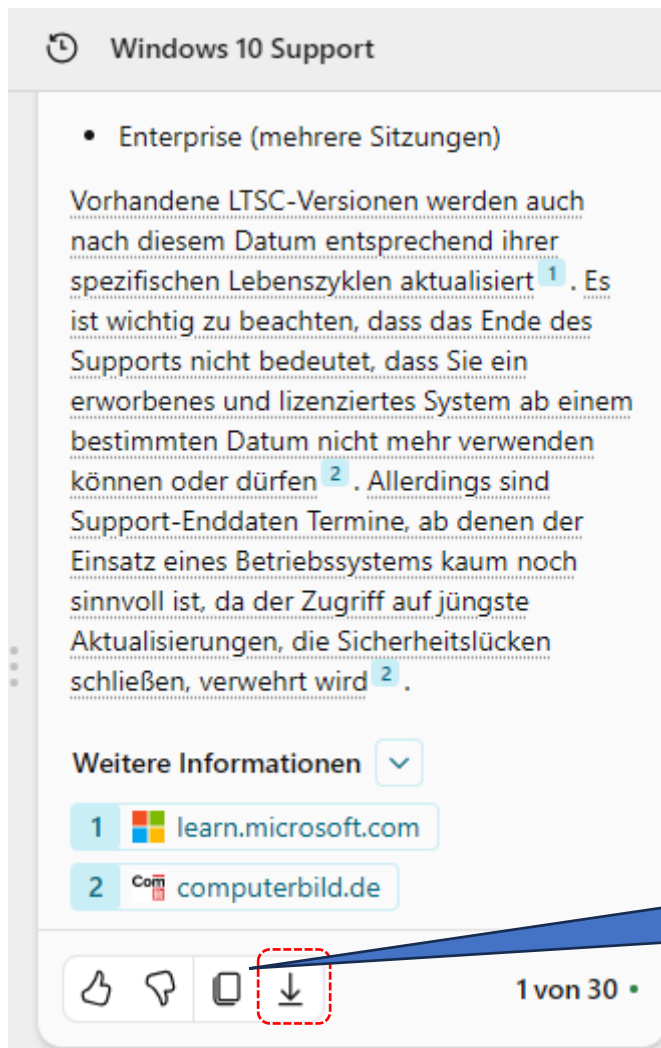 Windows 10 Support
• Enterprise (mehrere Sitzungen)
Vorhandene LTSC-Versionen werden auch
nach diesem Datum entsprechend ihrer
spezifischen Lebenszyklen aktualisiert 1 . Es
ist wichtig zu beachten, dass das Ende des
Supports nicht bedeutet, dass Sie ein
erworbenes und lizenziertes System ab einem
bestimmten Datum nicht mehr verwenden
können oder dürfen 2 . Allerdings sind
Support-Enddaten Termine, ab denen der
Einsatz eines Betriebssystems kaum noch
sinnvoll ist, da der Zugriff auf jüngste
Aktualisierungen, die Sicherheitslücken
schließen, verwehrt wird 2 .
Weitere Informationen
1 learn.microsoft.com
2 Com computerbild.de
1 von 30 •